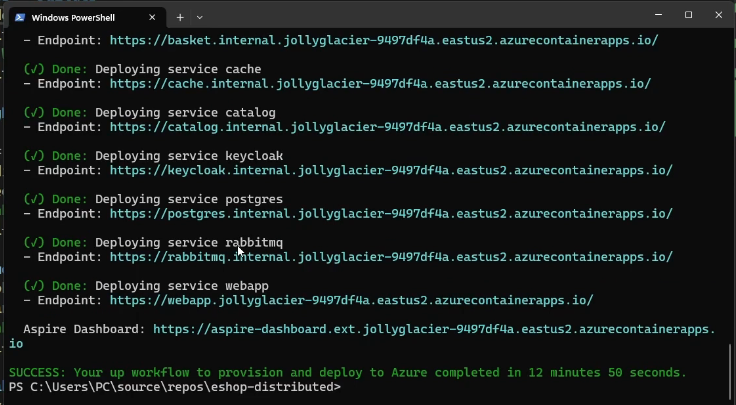 Windows PowerShell
- Endpoint: https://basket.internal.jollyglacier-9497df4a.eastus2.azurecontainerapps.io/
(✓) Done: Deploying service cache
- Endpoint: https://cache.internal.jollyglacier-9497df4a.eastus2.azurecontainerapps.io/
(✓) Done: Deploying service catalog
- Endpoint: https://catalog.internal.jollyglacier-9497df4a.eastus2.azurecontainerapps.io/
(✓) Done: Deploying service keycloak
- Endpoint: https://keycloak.internal.jollyglacier-9497df4a.eastus2.azurecontainerapps.io/
(✓) Done: Deploying service postgres
- Endpoint: https://postgres.internal.jollyglacier-9497df4a.eastus2.azurecontainerapps.io/
(✓) Done: Deploying service rabbitmq
- Endpoint: https://rabbitmq.internal.jollyglacier-9497df4a.eastus2.azurecontainerapps.io/
(✓) Done: Deploying service webapp
- Endpoint: https://webapp.jollyglacier-9497df4a.eastus2.azurecontainerapps.io/
Aspire Dashboard: https://aspire-dashboard.ext.jollyglacier-9497df4a.eastus2.azurecontainerapps.
io
SUCCESS: Your up workflow to provision and deploy to Azure completed in 12 minutes 50 seconds.
PS C:\Users\PC\source\repos\eshop-distributed>